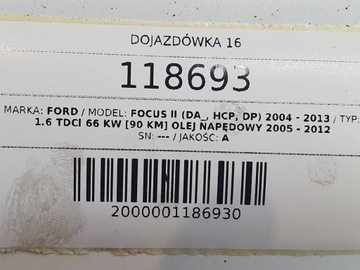 DOJAZDÓWKA 16
118693
MARKA: FORD / MODEL: FOCUS II (DA_, HCP, DP) 2004 - 2013 / TYP:
1.6 TDCI 66 KW [90 KM] OLEJ NAPĘDOWY 2005 - 2012
SN: --- / JAKOŚĆ: A
2000001186930